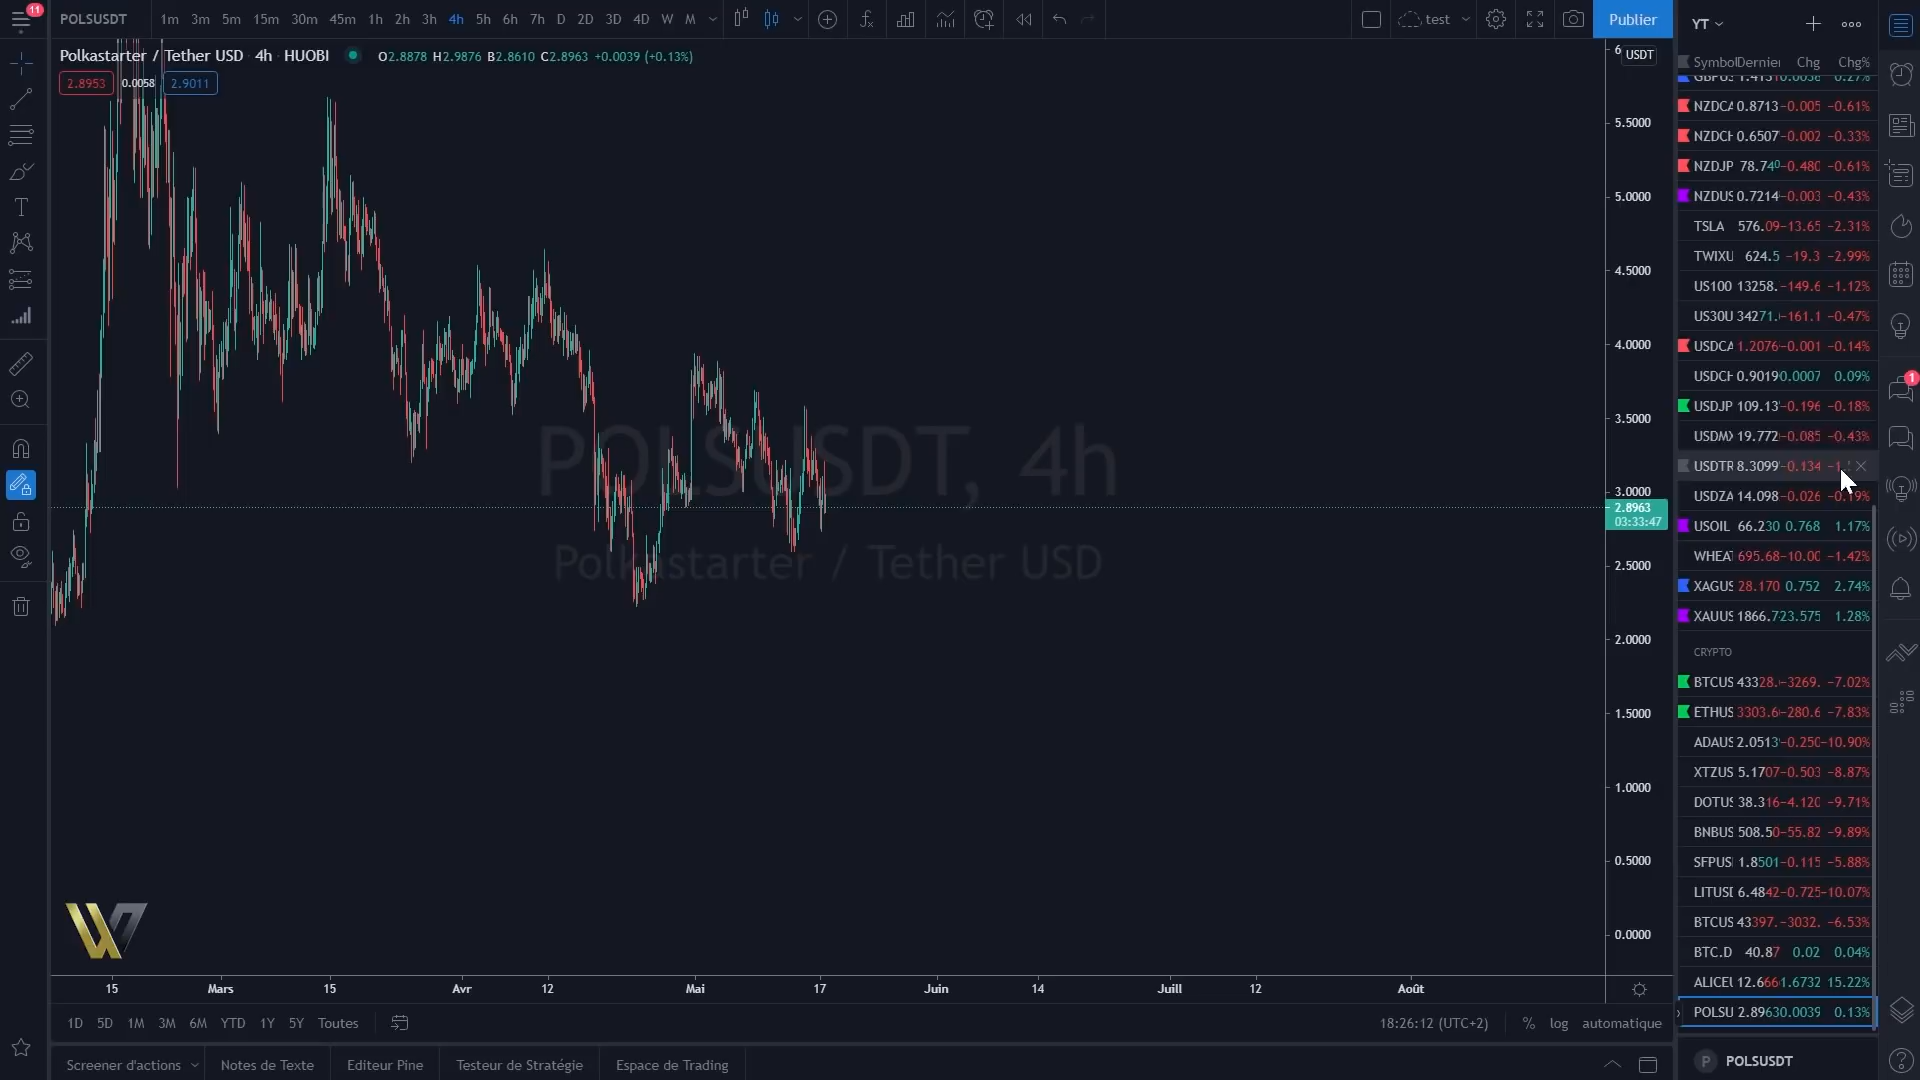 11
POLSUSDT 1m 3m 5m 15m 30m 45m 1h 2h 3h 4h 5h 6h 7h D 2D 3D 4D W M test Publier
YT
Polkastarter / Tether USD 4h HUOBI O2.8878 H2.9876 B2.8610 C2.8963 +0.0039 (+0.13%)
2.8953 0.0058 2.9011
USDT
Symbol Dernier Chg Chg%
NZDCA 0.8713 -0.005 -0.61%
NZDCH 0.6507 -0.002 -0.33%
NZDJP 78.740 -0.480 -0.61%
NZDUS 0.7214 -0.003 -0.43%
TSLA 576.09 -13.65 -2.31%
TWIXU 624.5 -19.3 -2.99%
US100 13258. -149.6 -1.12%
US30U 34271. -161.1 -0.47%
USDCA 1.2076 -0.001 -0.14%
USDCH 0.9019 0.0007 0.09%
USDJP 109.13 -0.196 -0.18%
USDMX 19.772 -0.085 -0.43%
USDTR 8.3099 -0.134 -1.
USDZA 14.098 -0.026 -0.19%
USOIL 66.230 0.768 1.17%
WHEAT 695.68 -10.00 -1.42%
XAGUS 28.170 0.752 2.74%
XAUUS 1866.7 23.575 1.28%
CRYPTO
BTCUS 43328. -3269. -7.02%
ETHUS 3303.6 -280.6 -7.83%
ADAUS 2.0513 -0.250 -10.90%
XTZUS 5.1707 -0.503 -8.87%
DOTUS 38.316 -4.120 -9.71%
BNBUS 508.50 -55.82 -9.89%
SFPUS 1.8501 -0.115 -5.88%
LITUSD 6.4842 -0.725 -10.07%
BTCUS 43397. -3032. -6.53%
BTC.D 40.87 0.02 0.04%
ALICEU 12.666 1.6732 15.22%
POLSU 2.8963 0.0039 0.13%
P POLSUSDT
1
6
5.5000
5.0000
4.5000
4.0000
3.5000
3.0000
2.8963
03:33:47
2.5000
2.0000
1.5000
1.0000
0.5000
0.0000
POLSUSDT, 4h
Polkastarter / Tether USD
15 Mars 15 Avr 12 Mai 17 Juin 14 Juill 12 Août
1D 5D 1M 3M 6M YTD 1Y 5Y Toutes 18:26:12 (UTC+2) % log automatique
Screener d'actions Notes de Texte Editeur Pine Testeur de Stratégie Espace de Trading